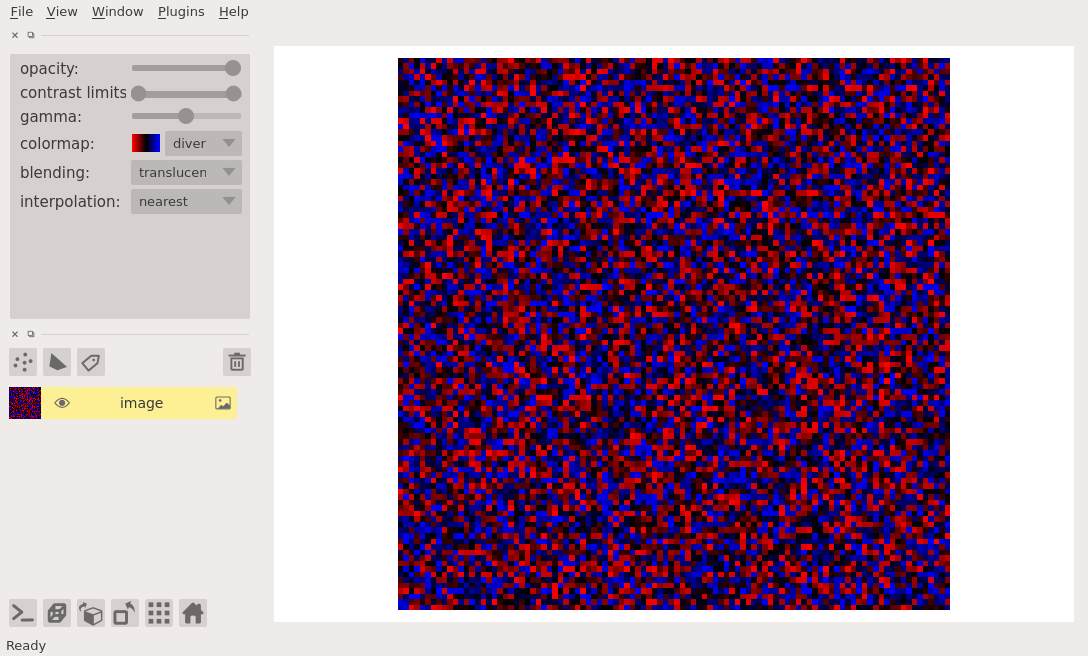 File View Window Plugins Help
opacity:
contrast limits
gamma:
colormap: diver
blending: translucen
interpolation: nearest
image
Ready